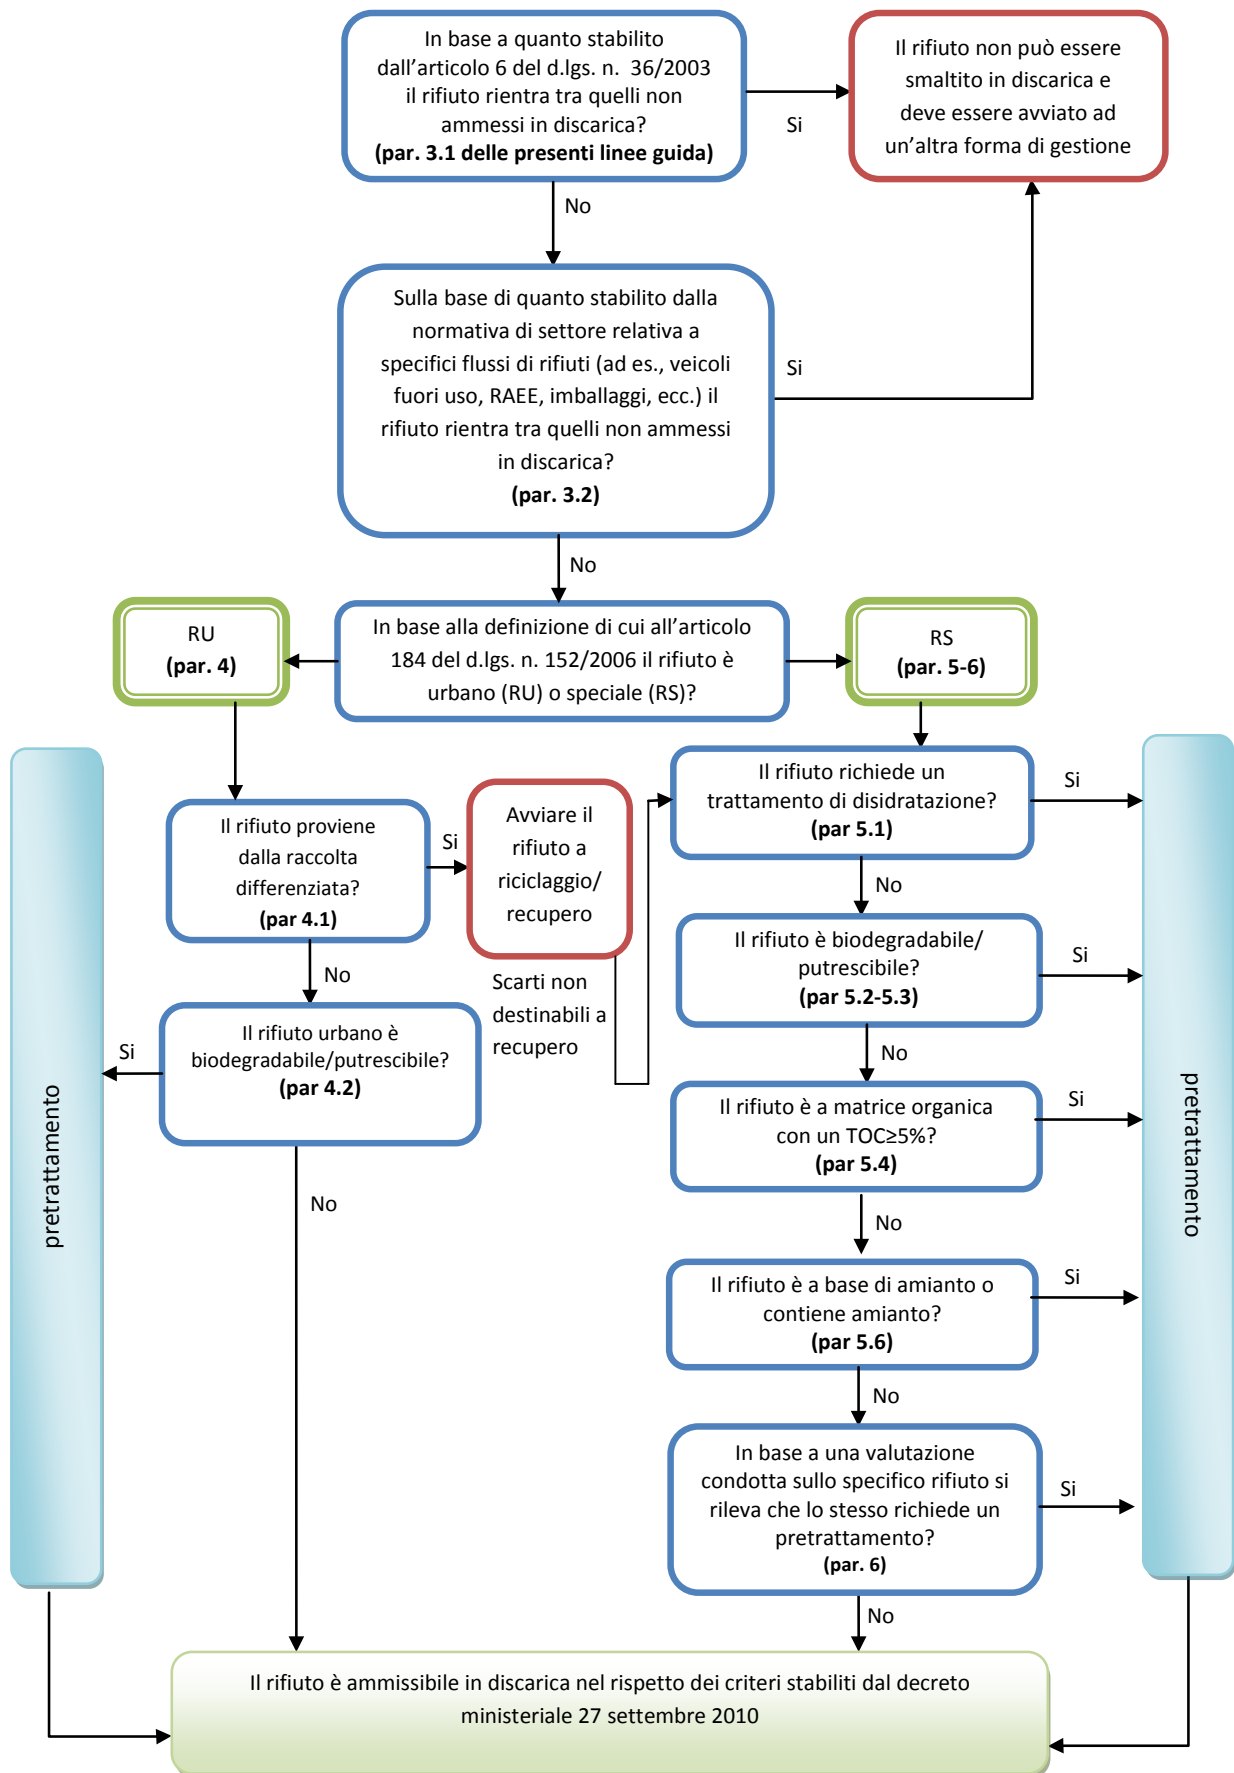 In base a quanto stabilito
dall'articolo 6 del d.lgs. n. 36/2003
il rifiuto rientra tra quelli non
ammessi in discarica?
(par. 3.1 delle presenti linee guida)
Si
Il rifiuto non può essere
smaltito in discarica e
deve essere avviato ad
un'altra forma di gestione
No
Sulla base di quanto stabilito dalla
normativa di settore relativa a
specifici flussi di rifiuti (ad es., veicoli
fuori uso, RAEE, imballaggi, ecc.) il
rifiuto rientra tra quelli non ammessi
in discarica?
(par. 3.2)
Si
No
In base alla definizione di cui all'articolo
184 del d.lgs. n. 152/2006 il rifiuto è
urbano (RU) o speciale (RS)?
RU
(par. 4)
RS
(par. 5-6)
pretrattamento
Il rifiuto proviene
dalla raccolta
differenziata?
(par 4.1)
Si
Avviare il
rifiuto a
riciclaggio/
recupero
Scarti non
destinabili a
recupero
No
Il rifiuto urbano è
biodegradabile/putrescibile?
(par 4.2)
Si
No
Il rifiuto richiede un
trattamento di disidratazione?
(par 5.1)
Si
No
Il rifiuto è biodegradabile/
putrescibile?
(par 5.2-5.3)
Si
No
Il rifiuto è a matrice organica
con un TOC≥5%?
(par 5.4)
Si
No
Il rifiuto è a base di amianto o
contiene amianto?
(par 5.6)
Si
No
In base a una valutazione
condotta sullo specifico rifiuto si
rileva che lo stesso richiede un
pretrattamento?
(par. 6)
Si
No
pretrattamento
Il rifiuto è ammissibile in discarica nel rispetto dei criteri stabiliti dal decreto
ministeriale 27 settembre 2010